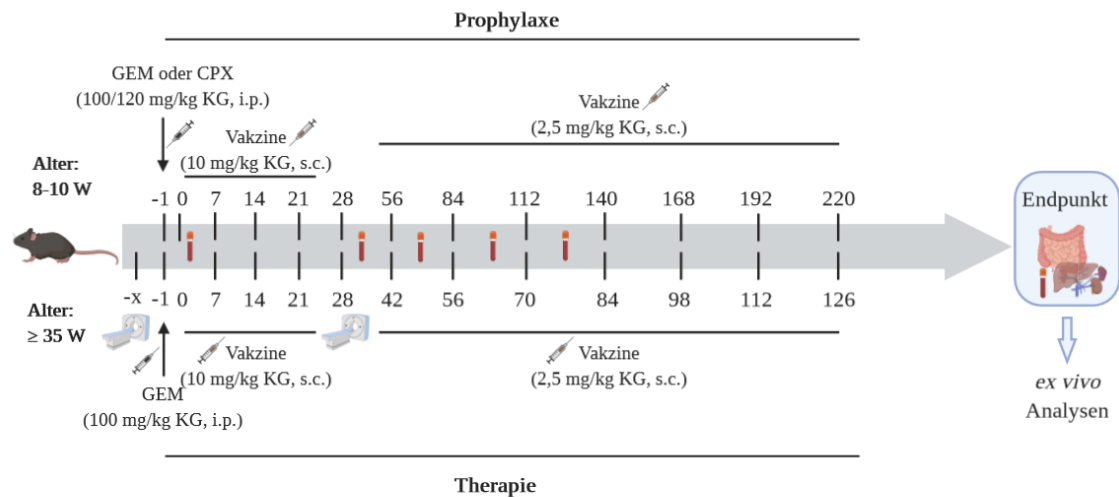 Prophylaxe
GEM oder CPX
(100/120 mg/kg KG, i.p.)
Vakzine
(10 mg/kg KG, s.c.)
Vakzine
(2,5 mg/kg KG, s.c.)
Alter:
8-10 W
-1 0 7 14 21 28 56 84 112 140 168 192 220
Endpunkt
-x -1 0 7 14 21 28 42 56 70 84 98 112 126
Alter:
≥ 35 W
Vakzine
(10 mg/kg KG, s.c.)
Vakzine
(2,5 mg/kg KG, s.c.)
GEM
(100 mg/kg KG, i.p.)
ex vivo
Analysen
Therapie